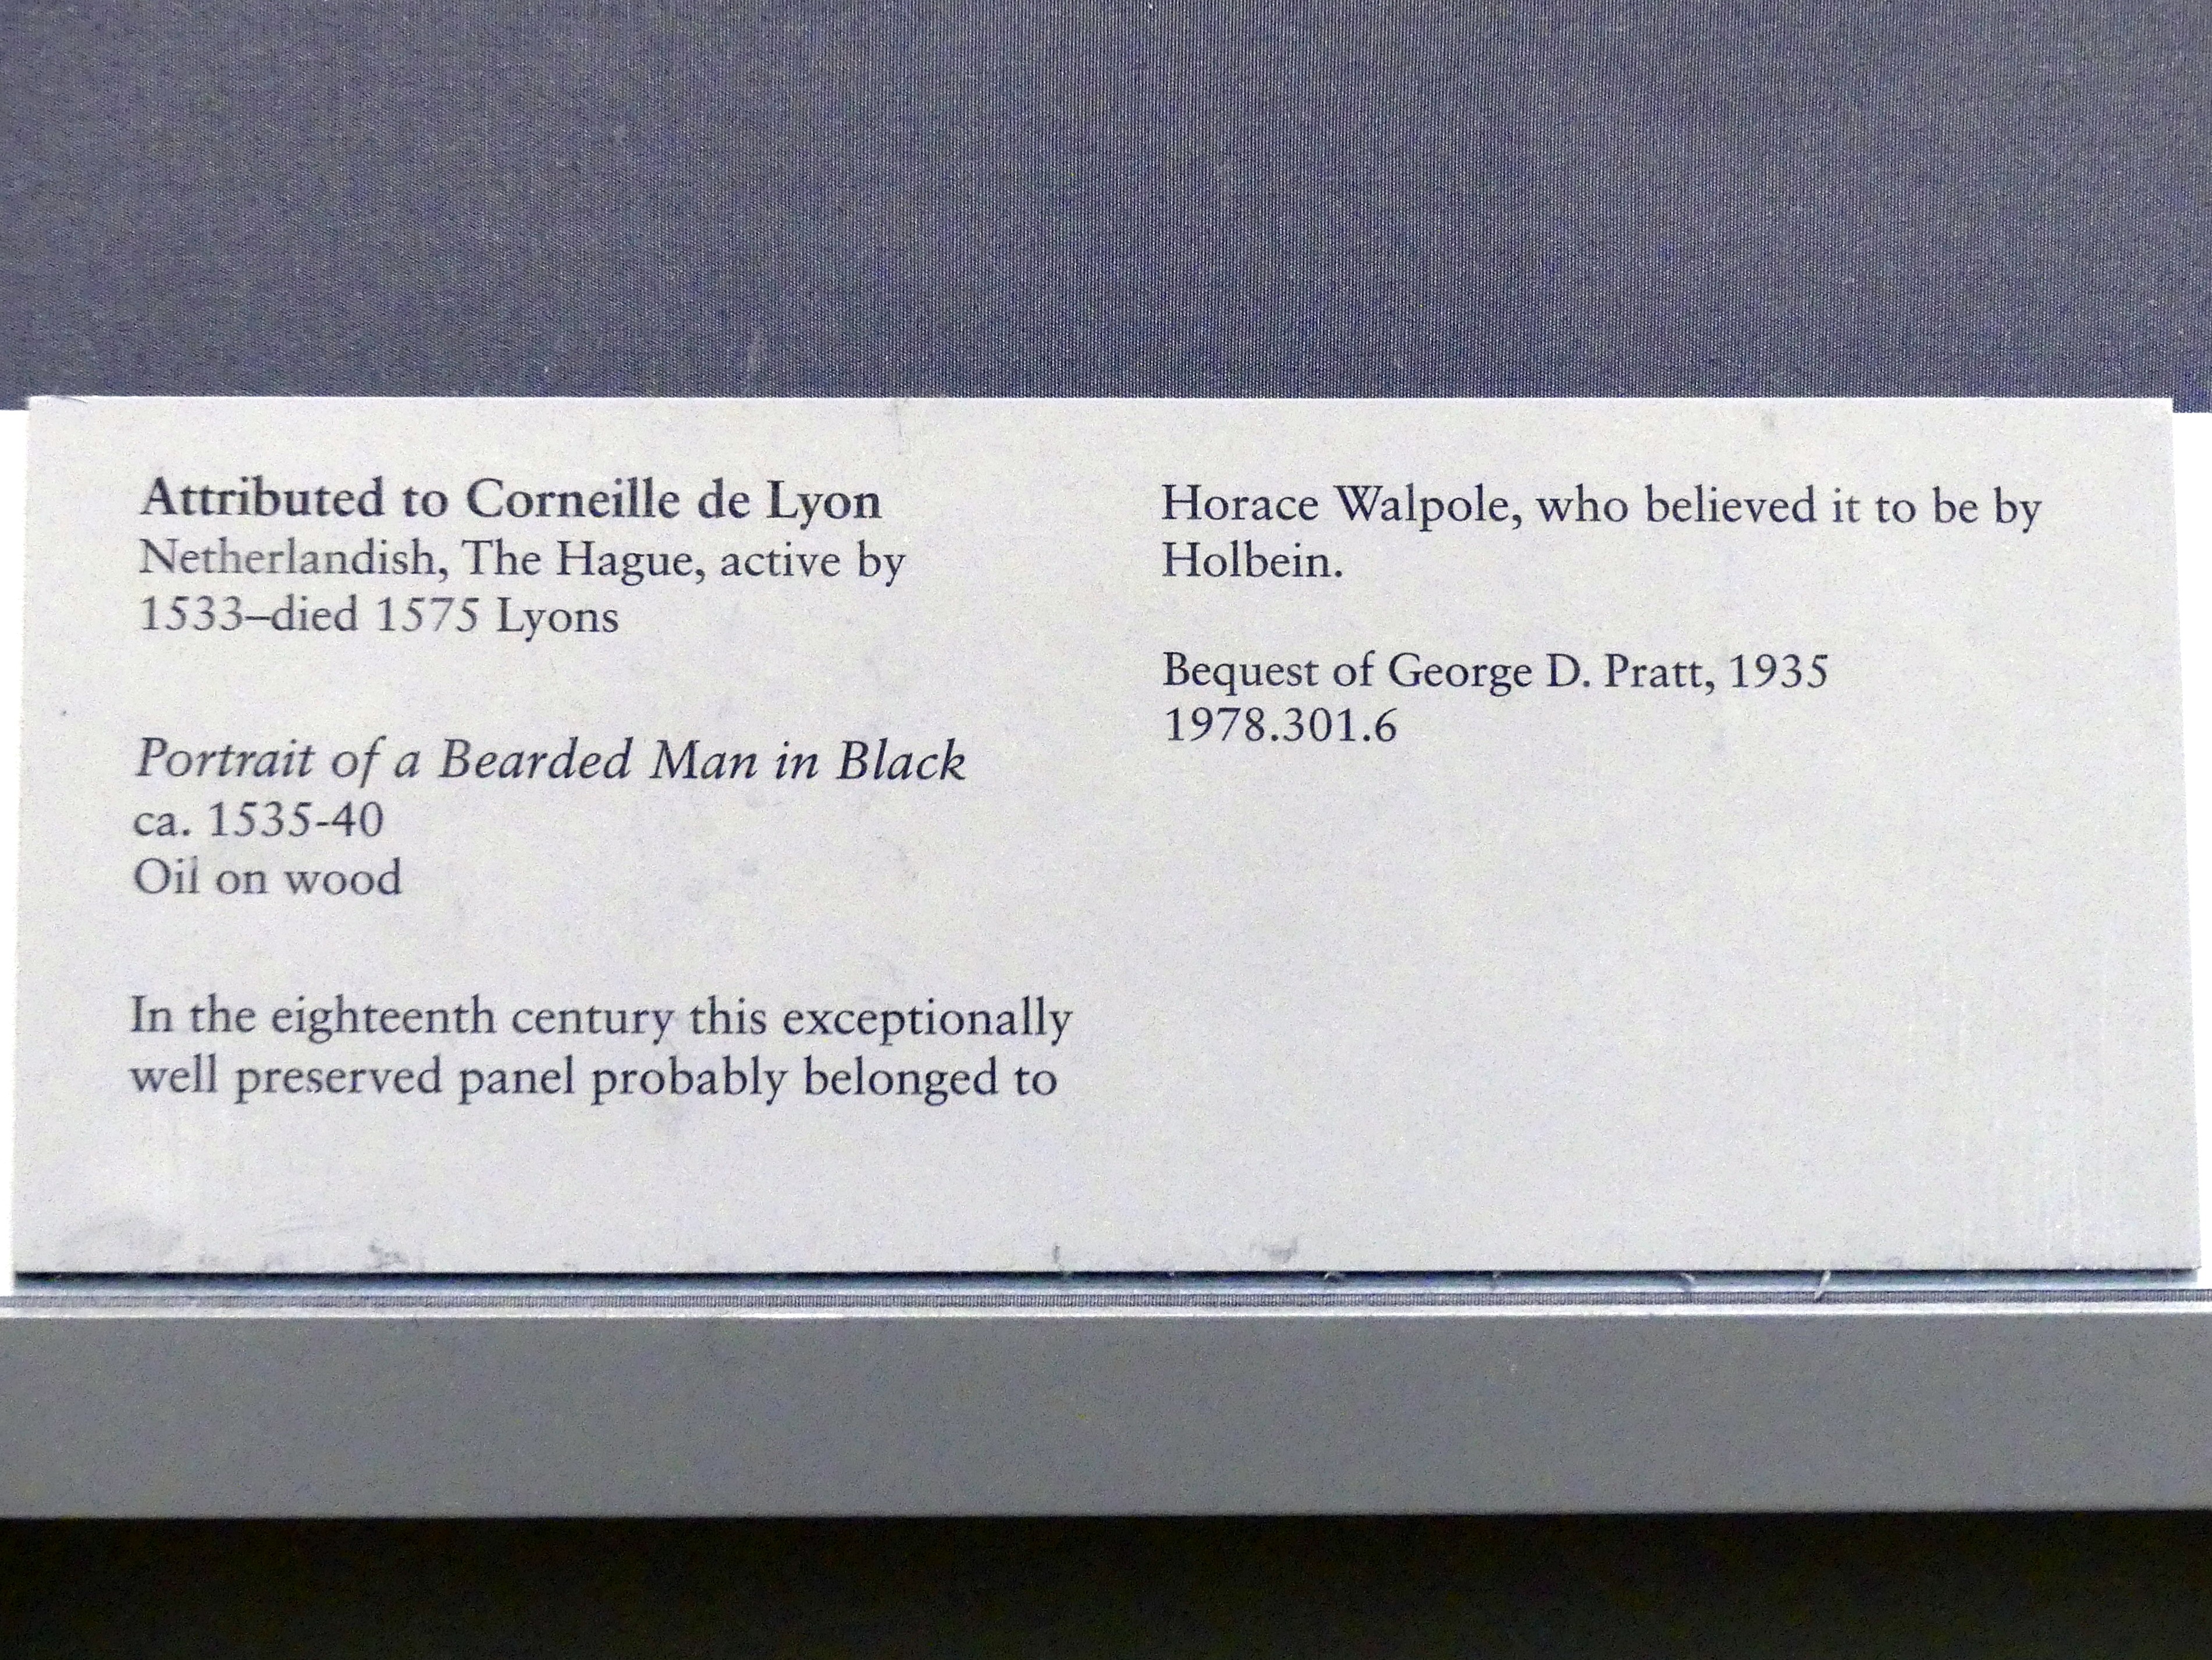 Attributed to Corneille de Lyon
Netherlandish, The Hague, active by
1533–died 1575 Lyons
Portrait of a Bearded Man in Black
ca. 1535-40
Oil on wood
In the eighteenth century this exceptionally
well preserved panel probably belonged to
Horace Walpole, who believed it to be by
Holbein.
Bequest of George D. Pratt, 1935
1978.301.6